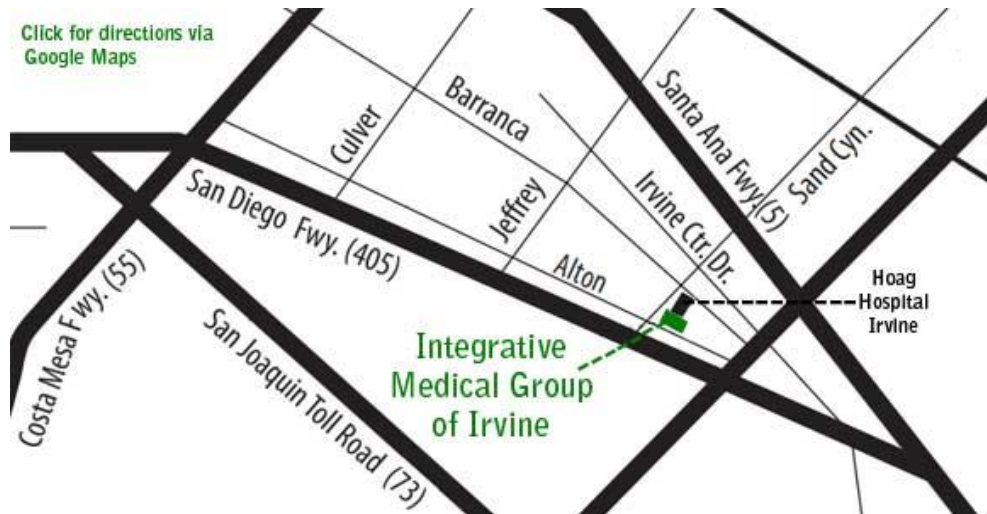 Click for directions via
Google Maps
Culver
Barranca
Santa Ana Fwy.(5)
Sand Cyn.
Jeffrey
Irvine Ctr. Dr.
San Diego Fwy. (405)
Alton
Costa Mesa Fwy. (55)
San Joaquin Toll Road (73)
Hoag
Hospital
Irvine
Integrative
Medical Group
of Irvine